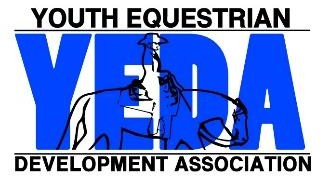 YOUTH EQUESTRIAN
YEDA
DEVELOPMENT ASSOCIATION